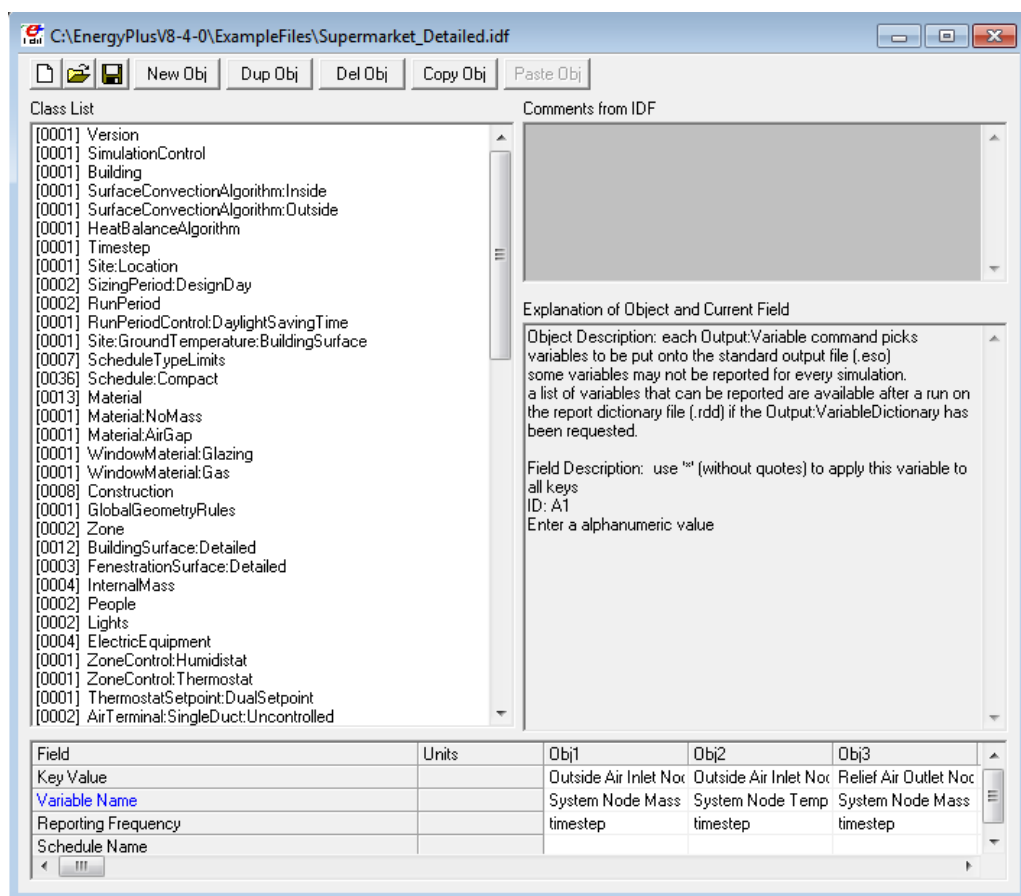 C:\EnergyPlusV8-4-0\ExampleFiles\Supermarket_Detailed.idf
New Obj Dup Obj Del Obj Copy Obj Paste Obj
Class List
[0001] Version
[0001] SimulationControl
[0001] Building
[0001] SurfaceConvectionAlgorithm:Inside
[0001] SurfaceConvectionAlgorithm:Outside
[0001] HeatBalanceAlgorithm
[0001] Timestep
[0001] Site:Location
[0002] SizingPeriod:DesignDay
[0002] RunPeriod
[0001] RunPeriodControl:DaylightSavingTime
[0001] Site:GroundTemperature:BuildingSurface
[0007] ScheduleTypeLimits
[0036] Schedule:Compact
[0013] Material
[0001] Material:NoMass
[0001] Material:AirGap
[0001] WindowMaterial:Glazing
[0001] WindowMaterial:Gas
[0008] Construction
[0001] GlobalGeometryRules
[0002] Zone
[0012] BuildingSurface:Detailed
[0003] FenestrationSurface:Detailed
[0004] InternalMass
[0002] People
[0002] Lights
[0004] ElectricEquipment
[0001] ZoneControl:Humidistat
[0001] ZoneControl:Thermostat
[0001] ThermostatSetpoint:DualSetpoint
[0002] AirTerminal:SingleDuct:Uncontrolled
Comments from IDF
Explanation of Object and Current Field
Object Description: each Output:Variable command picks
variables to be put onto the standard output file (.eso)
some variables may not be reported for every simulation.
a list of variables that can be reported are available after a run on
the report dictionary file (.rdd) if the Output:VariableDictionary has
been requested.
Field Description: use '*' (without quotes) to apply this variable to
all keys
ID: A1
Enter a alphanumeric value
Field Units Obj1 Obj2 Obj3
Key Value Outside Air Inlet Noc Outside Air Inlet Noc Relief Air Outlet Noc
Variable Name System Node Mass System Node Temp System Node Mass
Reporting Frequency timestep timestep timestep
Schedule Name